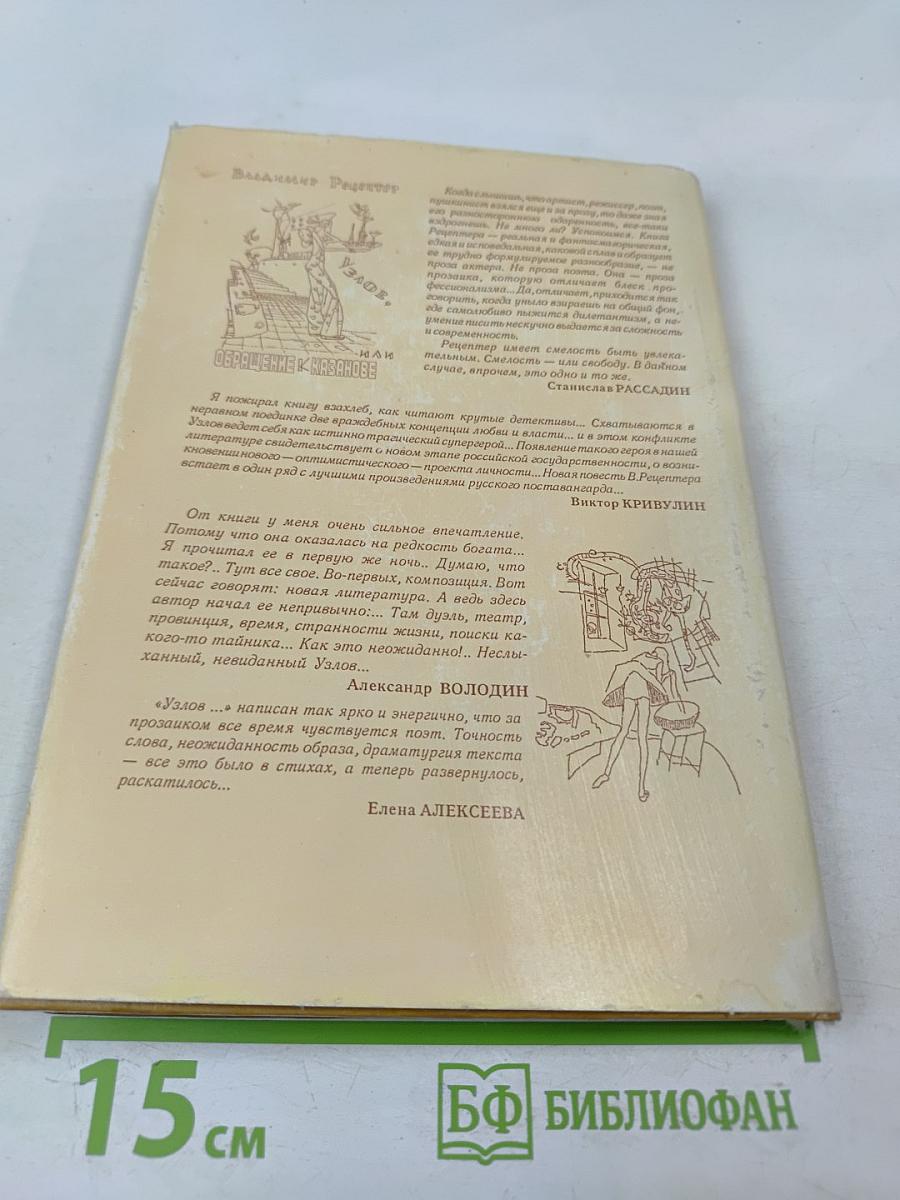 Владимир Рецептер
УЗЛОВ,
ИЛИ
ОБРАЩЕНИЕ К КАЗАНОВЕ
Когда слышишь, что артист, режиссер, поэт,
пушкинист взялся еще и за прозу, то даже зная
его разностороннюю одаренность, все-таки
вздрогнешь. Не много ли? Успокоимся. Книга
Рецептера — реальная и фантасмагорическая,
едкая и исповедальная, каковой сплав и образует
ее трудно формулируемое разнообразие, — не
проза актера. Не проза поэта. Она — проза
прозаика, которую отличает блеск про-
фессионализма... Да, отличает, приходится так
говорить, когда уныло взираешь на общий фон,
где самолюбиво пыжится дилетантизм, а не-
умение писать нескучно выдается за сложность
и современность.
Рецептер имеет смелость быть увлека-
тельным. Смелость — или свободу. В данном
случае, впрочем, это одно и то же.
Станислав РАССАДИН
Я пожирал книгу взахлеб, как читают крутые детективы... Схватываются в
неравном поединке две враждебных концепции любви и власти... и в этом конфликте
Узлов ведет себя как истинно трагический супергерой... Появление такого героя в нашей
литературе свидетельствует о новом этапе российской государственности, о возни-
кновении нового — оптимистического — проекта личности... Новая повесть В.Рецептера
встает в один ряд с лучшими произведениями русского поставангарда...
Виктор КРИВУЛИН
От книги у меня очень сильное впечатление.
Потому что она оказалась на редкость богата...
Я прочитал ее в первую же ночь.. Думаю, что
такое?.. Тут все свое. Во-первых, композиция. Вот
сейчас говорят: новая литература. А ведь здесь
автор начал ее непривычно:... Там дуэль, театр,
провинция, время, странности жизни, поиски ка-
кого-то тайника... Как это неожиданно!.. Неслы-
ханный, невиданный Узлов...
Александр ВОЛОДИН
«Узлов ...» написан так ярко и энергично, что за
прозаиком все время чувствуется поэт. Точность
слова, неожиданность образа, драматургия текста
— все это было в стихах, а теперь развернулось,
раскатилось...
Елена АЛЕКСЕЕВА
15 см
БФ БИБЛИОФАН